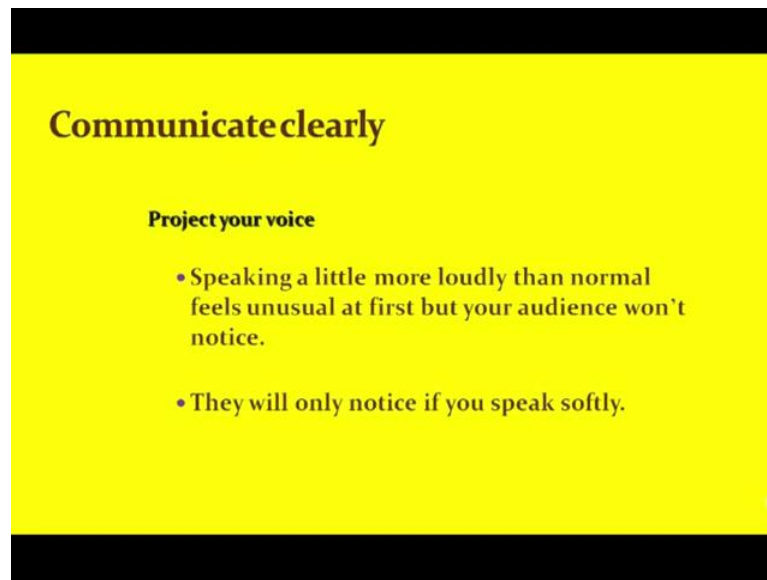 Communicate clearly
Project your voice
• Speaking a little more loudly than normal
feels unusual at first but your audience won't
notice.
• They will only notice if you speak softly.